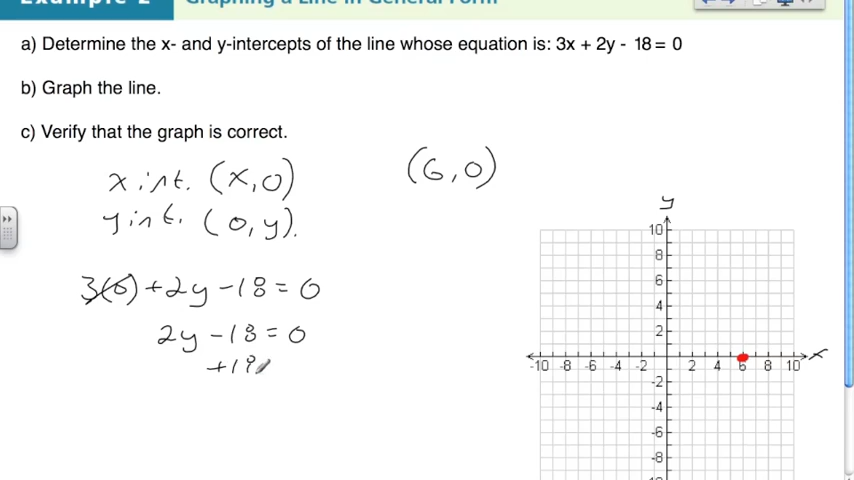 Example 2 Graphing a Line in General Form
a) Determine the x- and y-intercepts of the line whose equation is: 3x + 2y - 18 = 0
b) Graph the line.
c) Verify that the graph is correct.
x int. (x,0)
(6,0)
y int. (0,y).
3(0) +2y -18 = 0
2y -18 = 0
+18
y
10
8
6
4
2
-10 -8 -6 -4 -2 2 4 6 8 10 x
-2
-4
-6
-8